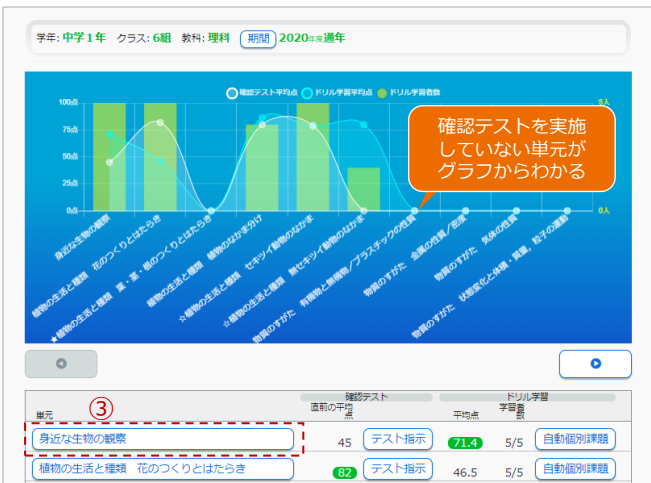 学年: 中学1年 クラス: 6組 教科: 理科 期間 2020年度通年
確認テスト平均点 ドリル学習平均点 ドリル学習者数
100点
75点
50点
25点
0点
5人
0人
確認テストを実施
していない単元が
グラフからわかる
身近な生物の観察
植物の生活と種類 花のつくりとはたらき
★植物の生活と種類 葉・茎・根のつくりとはたらき
植物の生活と種類 植物のなかま分け
☆植物の生活と種類 セキツイ動物のなかま
☆植物の生活と種類 無セキツイ動物のなかま
物質のすがた 有機物と無機物/プラスチックの性質
物質のすがた 金属の性質/密度
物質のすがた 気体の性質
物質のすがた 状態変化と体積・質量，粒子の運動
確認テスト ドリル学習
単元 ③ 直前の平均点 平均点 学習者数
身近な生物の観察 45 テスト指示 71.4 5/5 自動個別課題
植物の生活と種類 花のつくりとはたらき 82 テスト指示 46.5 5/5 自動個別課題